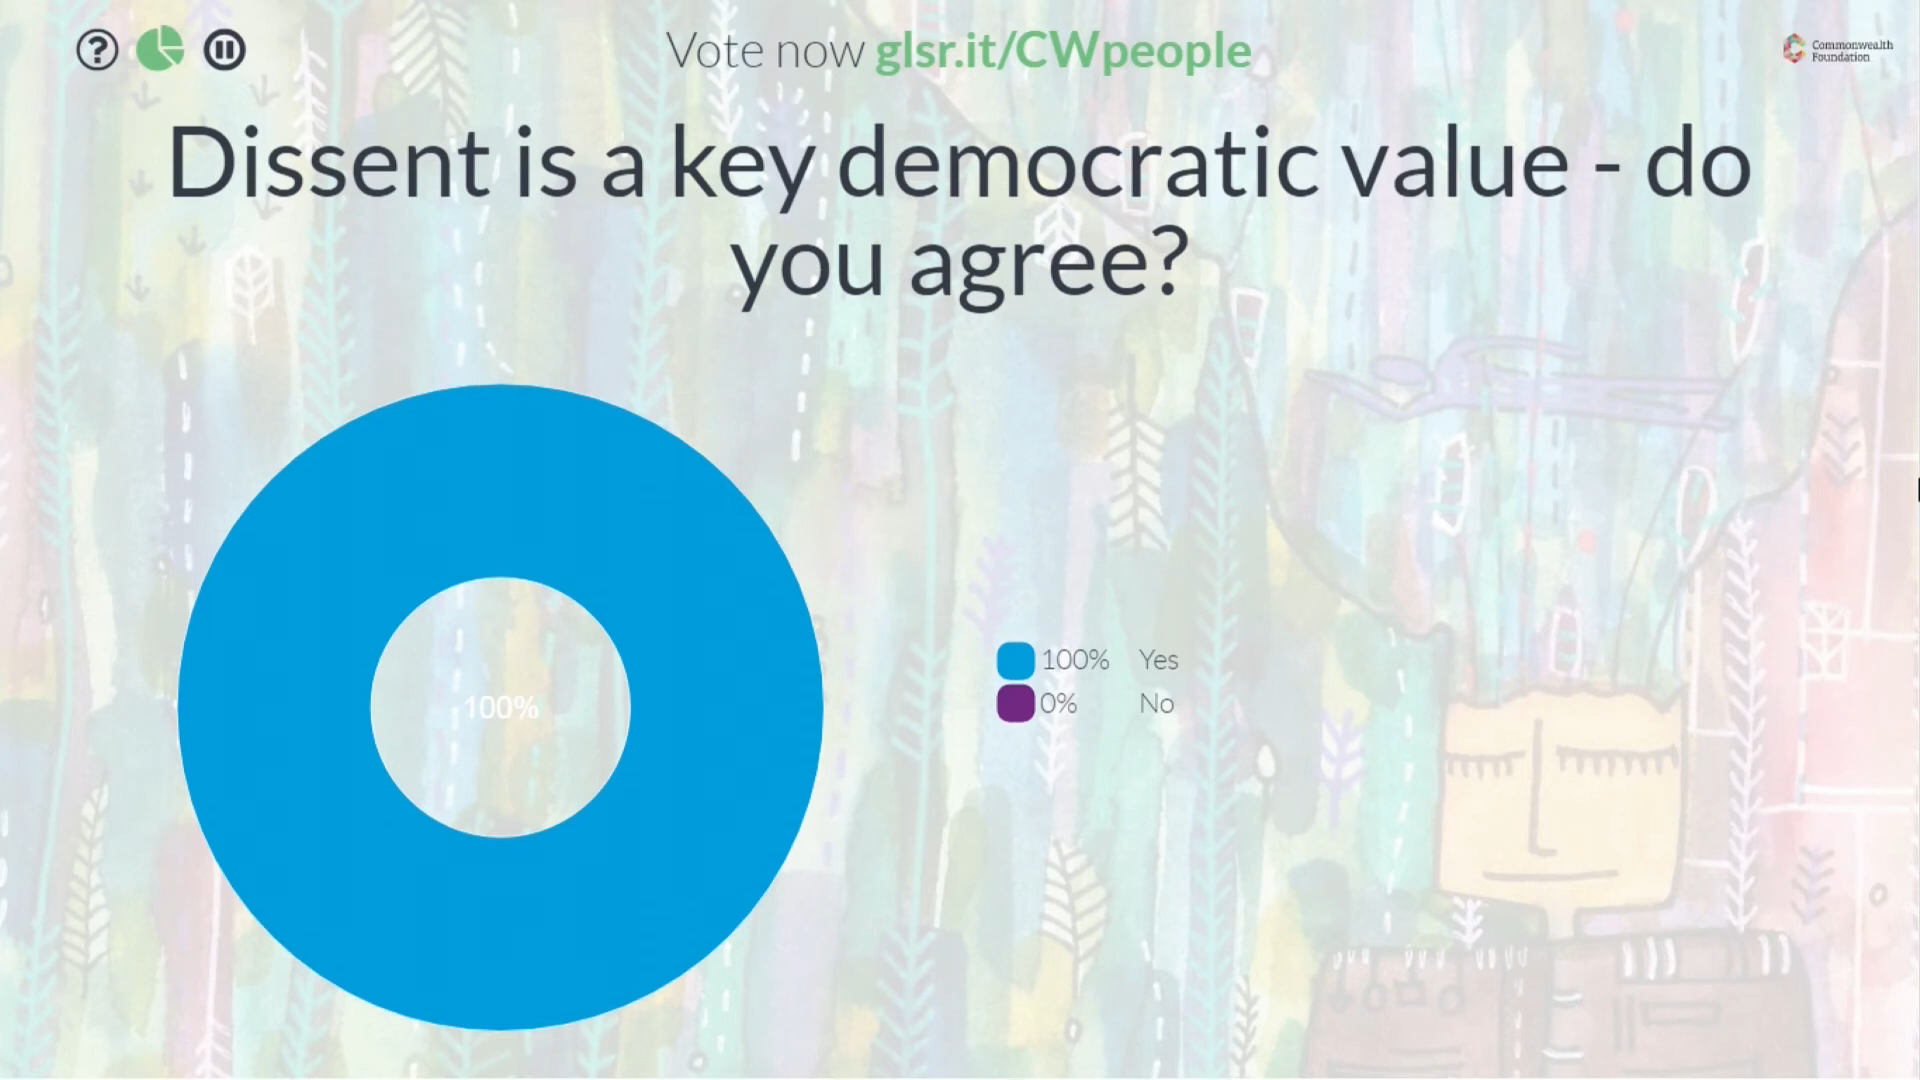 Vote now glsr.it/CWpeople
Commonwealth
Foundation
Dissent is a key democratic value - do
you agree?
100%
100% Yes
0% No